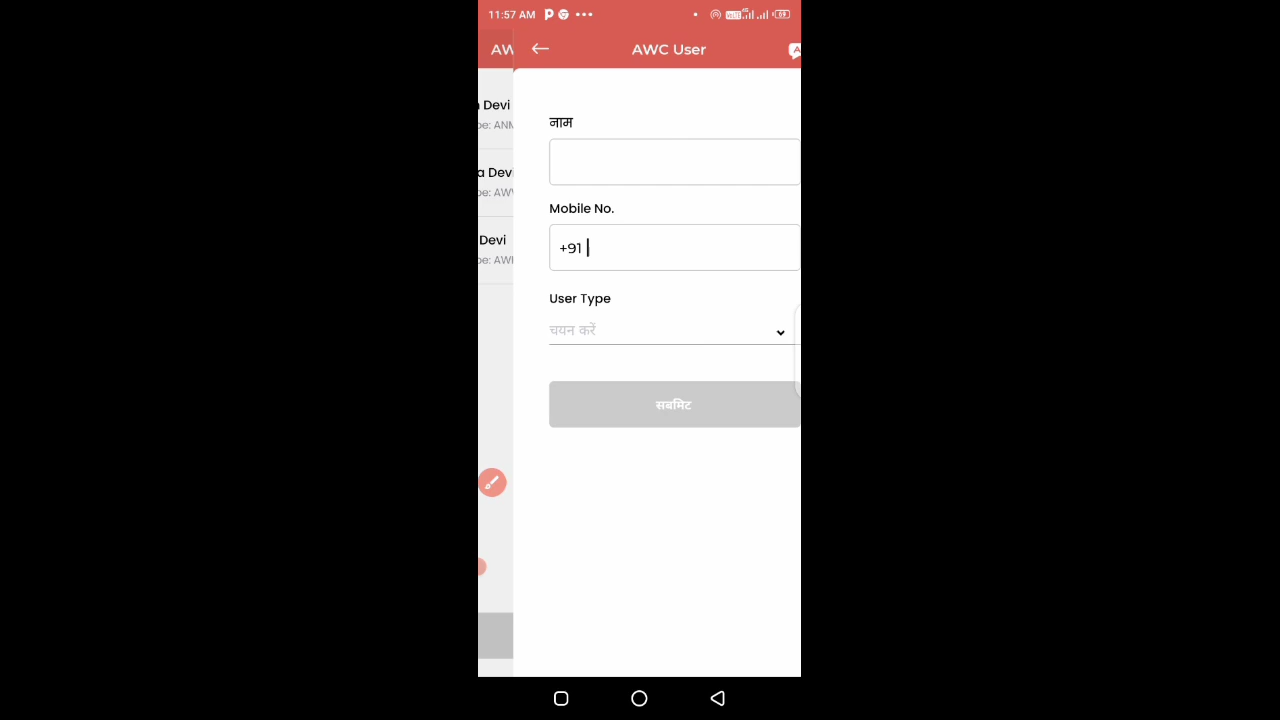 11:57 AM
AWC User
Devi
Devi
Devi
नाम
Mobile No.
+91
User Type
चयन करें
सबमिट